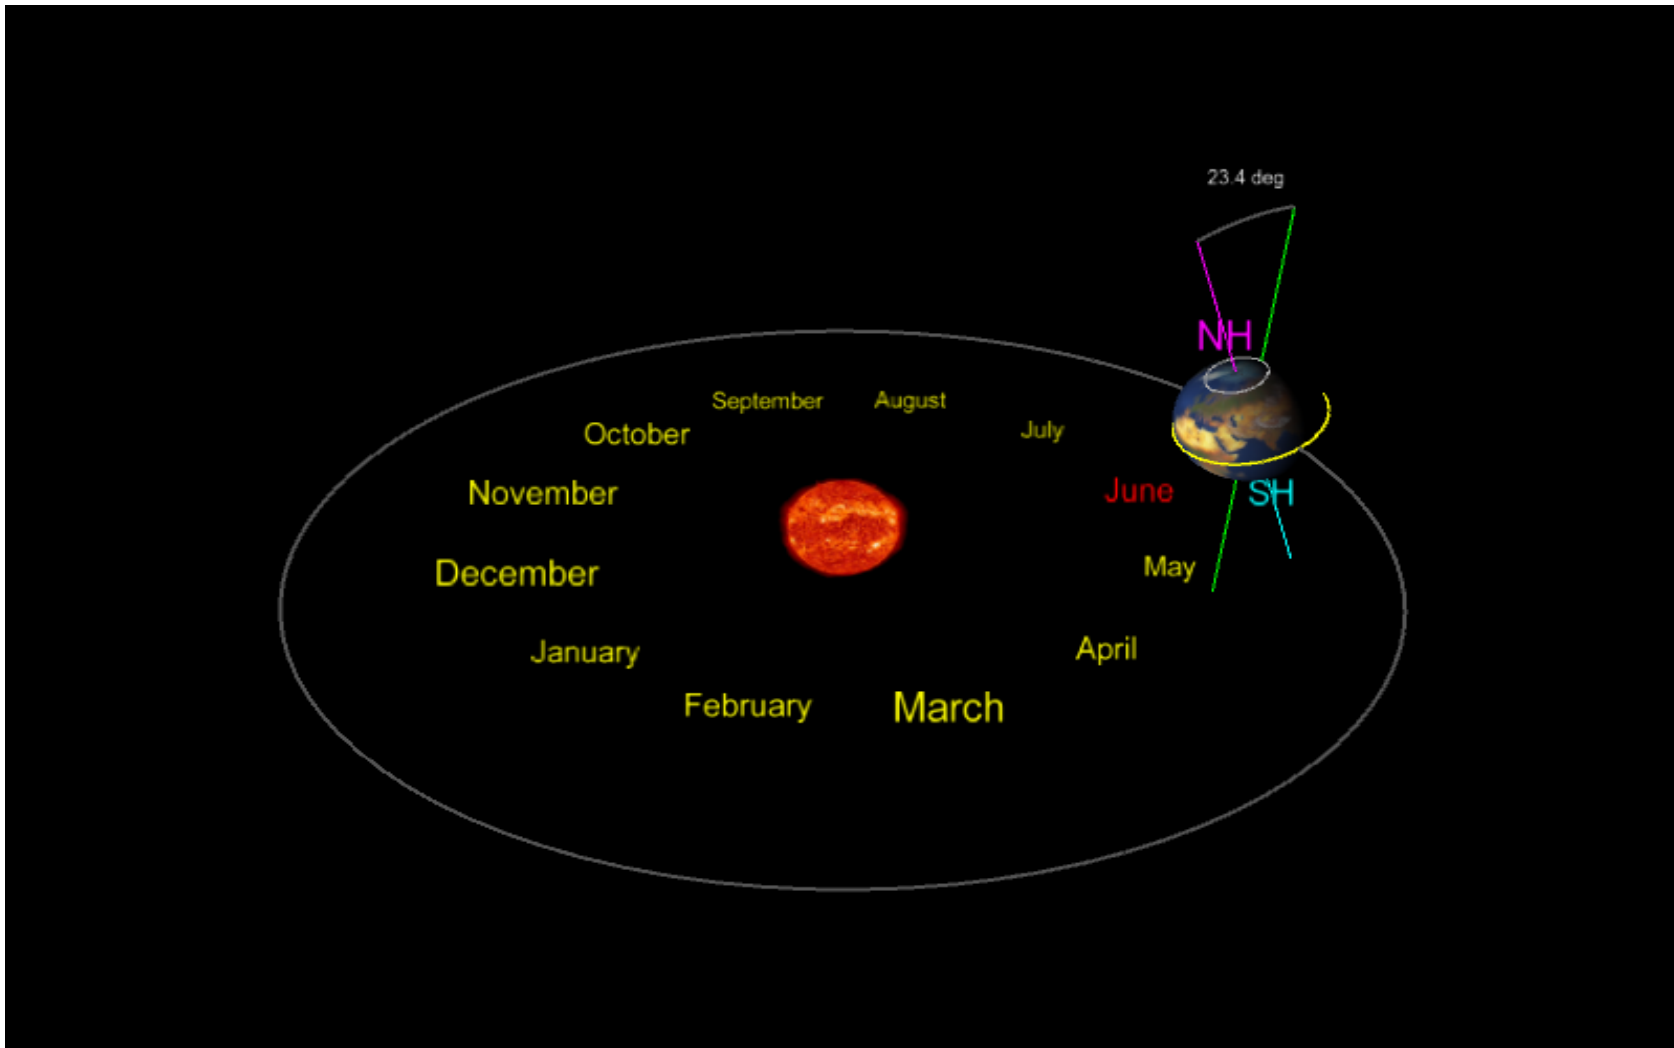 23.4 deg
NH
September
August
July
October
November
June
SH
December
May
January
April
February
March